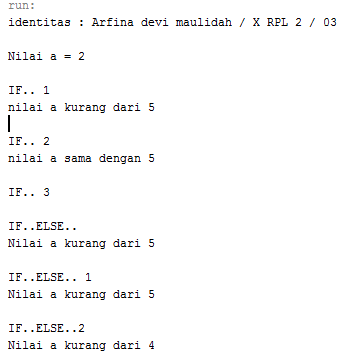 run:
identitas : Arfina devi maulidah / X RPL 2 / 03
Nilai a = 2
IF.. 1
nilai a kurang dari 5
IF.. 2
nilai a sama dengan 5
IF.. 3
IF..ELSE..
Nilai a kurang dari 5
IF..ELSE.. 1
Nilai a kurang dari 5
IF..ELSE..2
Nilai a kurang dari 4